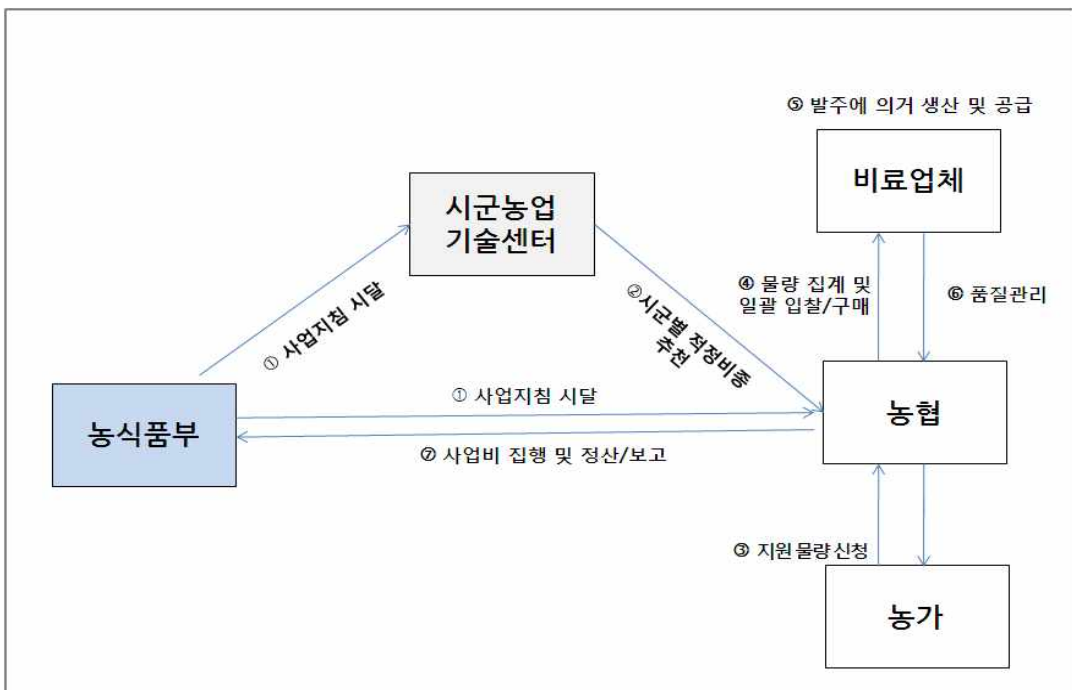 ⑤ 발주에 의거 생산 및 공급
비료업체
시군농업
기술센터
④ 물량 집계 및
일괄 입찰/구매
⑥ 품질관리
① 사업지침 시달
②시군별 적정비종
추천
① 사업지침 시달
농식품부
농협
⑦ 사업비 집행 및 정산/보고
③ 지원 물량 신청
농가